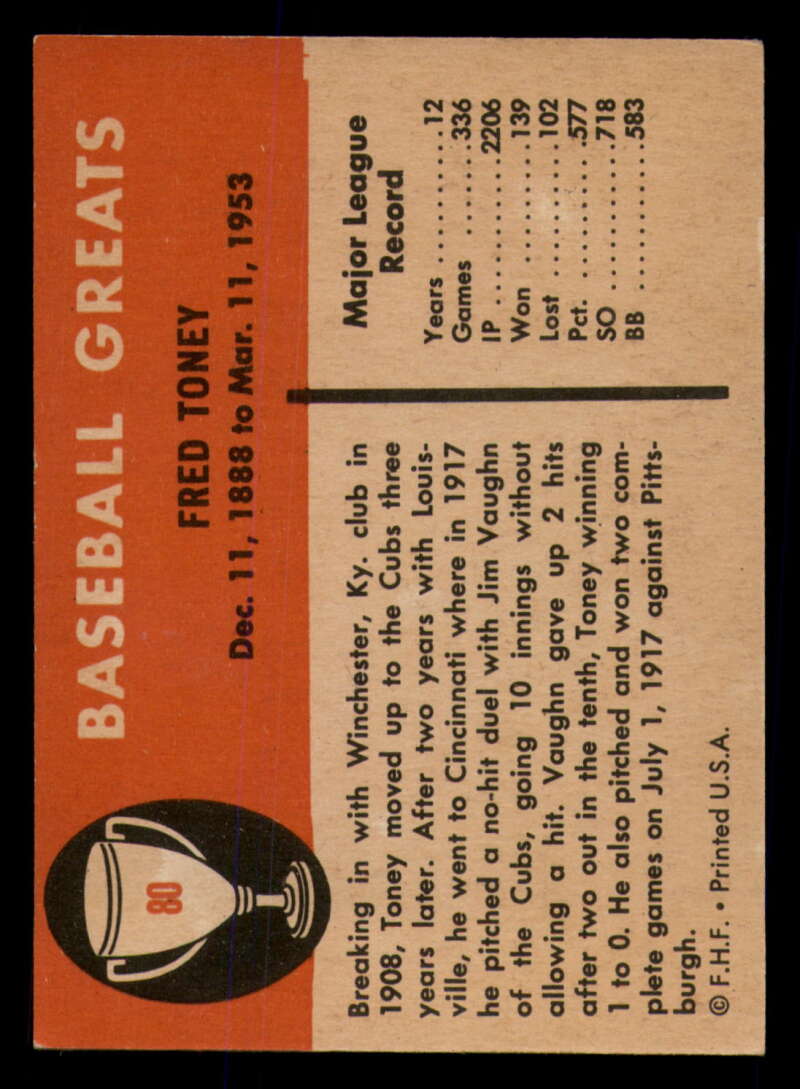 80
BASEBALL GREATS
FRED TONEY
Dec. 11, 1888 to Mar. 11, 1953
Breaking in with Winchester, Ky. club in
1908, Toney moved up to the Cubs three
years later. After two years with Louis-
ville, he went to Cincinnati where in 1917
he pitched a no-hit duel with Jim Vaughn
of the Cubs, going 10 innings without
allowing a hit. Vaughn gave up 2 hits
after two out in the tenth, Toney winning
1 to 0. He also pitched and won two com-
plete games on July 1, 1917 against Pitts-
burgh.
© F.H.F. • Printed U.S.A.
Major League
Record
Years ..........12
Games .......336
IP ..........2206
Won .........139
Lost ..........102
Pct. ..........577
SO ..........718
BB ..........583